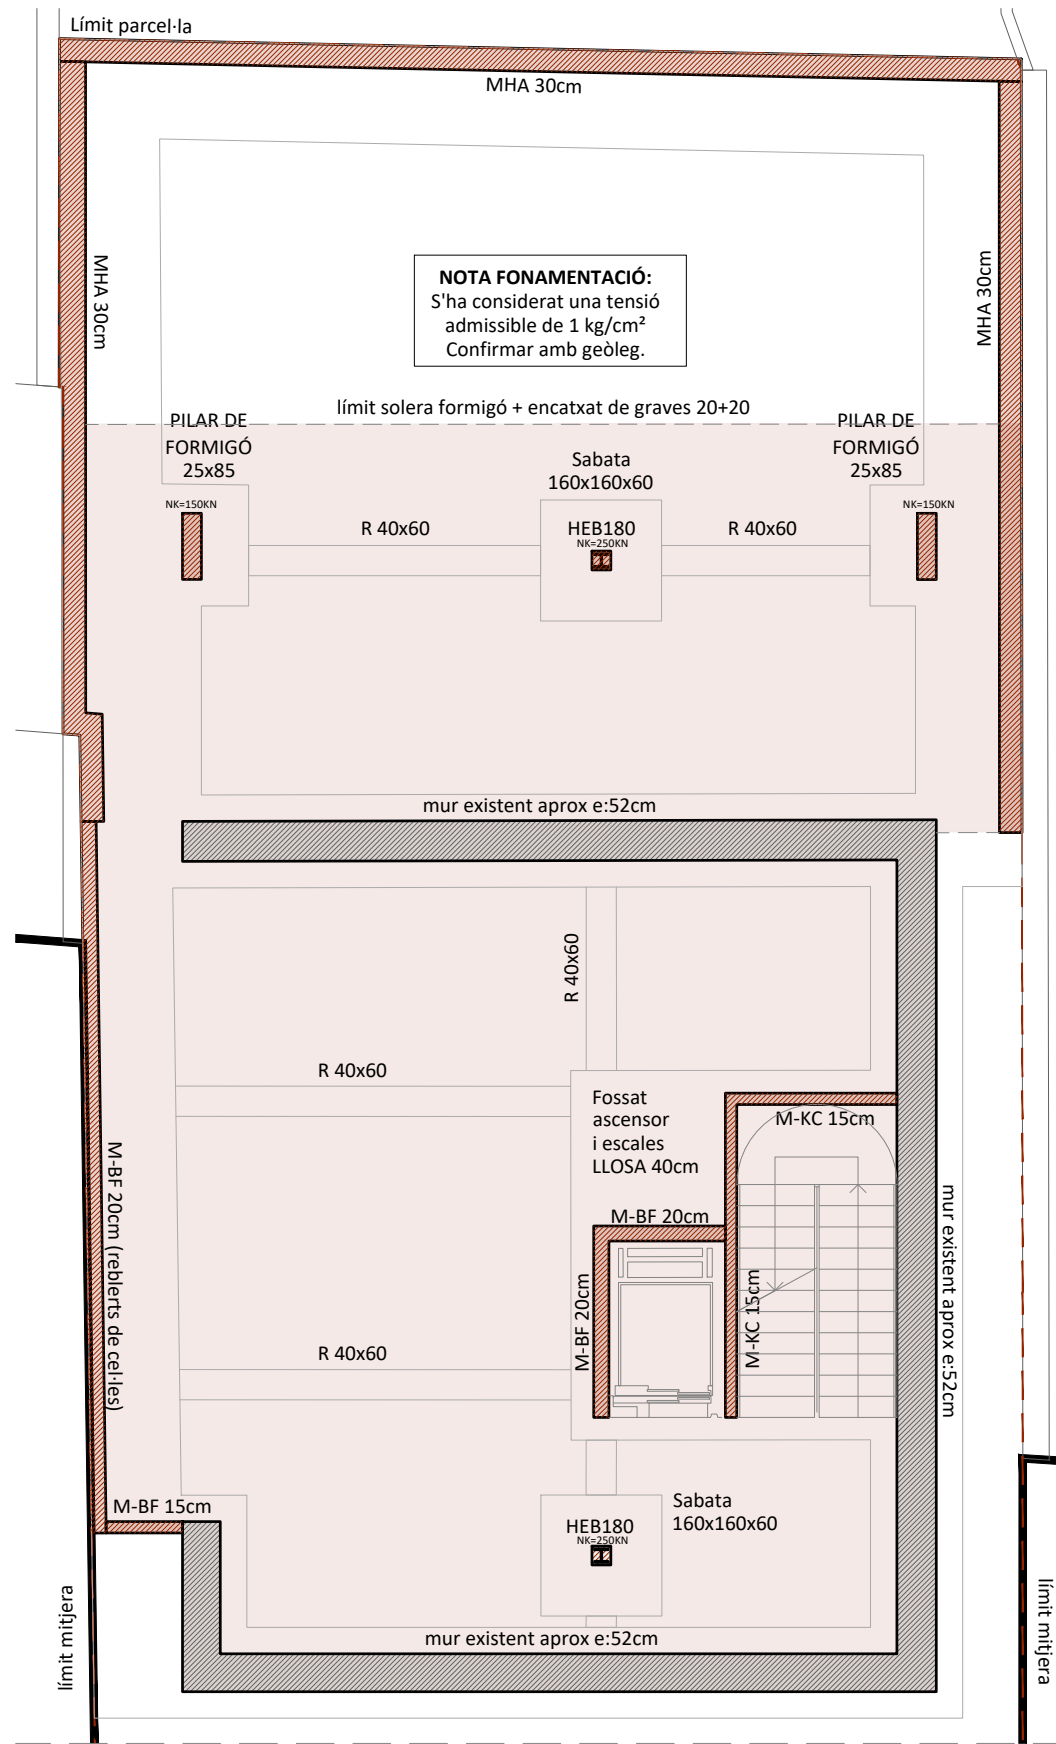 Límit parcel·la
MHA 30cm
MHA 30cm
MHA 30cm
NOTA FONAMENTACIÓ:
S'ha considerat una tensió
admissible de 1 kg/cm²
Confirmar amb geòleg.
límit solera formigó + encatxat de graves 20+20
PILAR DE
FORMIGÓ
25x85
NK=150KN
PILAR DE
FORMIGÓ
25x85
NK=150KN
Sabata
160x160x60
HEB180
NK=250KN
R 40x60
R 40x60
mur existent aprox e:52cm
R 40x60
R 40x60
Fossat
ascensor
i escales
LLOSA 40cm
M-KC 15cm
M-BF 20cm (reblerts de cel·les)
M-BF 20cm
M-BF 20cm
M-KC 15cm
mur existent aprox e:52cm
R 40x60
M-BF 15cm
Sabata
160x160x60
HEB180
NK=250KN
mur existent aprox e:52cm
límit mitjera
límit mitjera